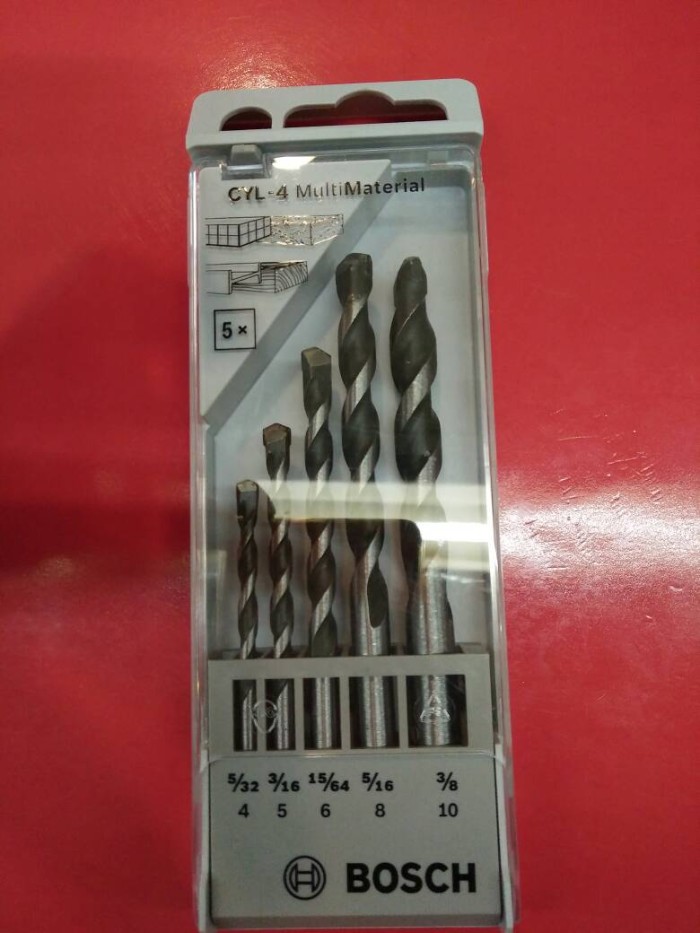 CYL-4 MultiMaterial
5 x
5/32 3/16 15/64 5/16 3/8
4 5 6 8 10
BOSCH